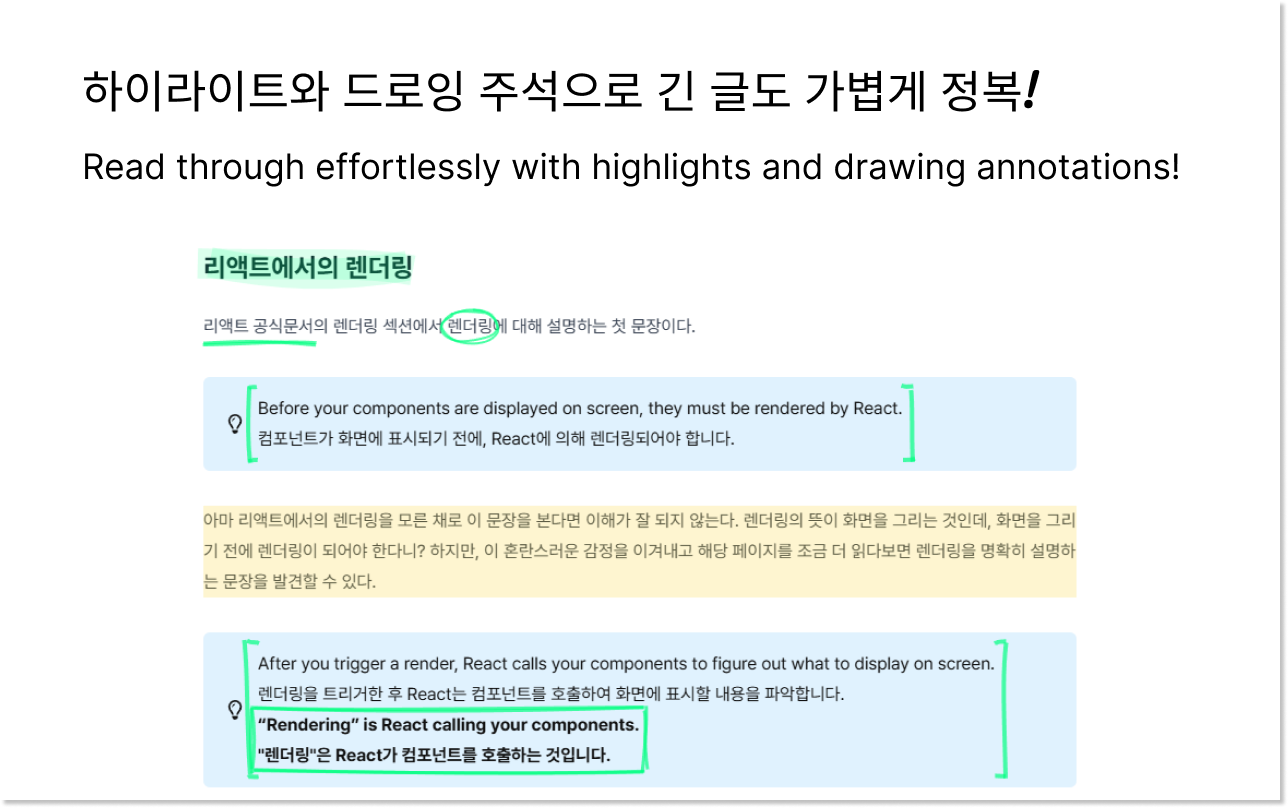 하이라이트와 드로잉 주석으로 긴 글도 가볍게 정복!
Read through effortlessly with highlights and drawing annotations!
리액트에서의 렌더링
리액트 공식문서의 렌더링 섹션에서 렌더링에 대해 설명하는 첫 문장이다.
Before your components are displayed on screen, they must be rendered by React.
컴포넌트가 화면에 표시되기 전에, React에 의해 렌더링되어야 합니다.
아마 리액트에서의 렌더링을 모른 채로 이 문장을 본다면 이해가 잘 되지 않는다. 렌더링의 뜻이 화면을 그리는 것인데, 화면을 그리
기 전에 렌더링이 되어야 한다니? 하지만, 이 혼란스러운 감정을 이겨내고 해당 페이지를 조금 더 읽다보면 렌더링을 명확히 설명하
는 문장을 발견할 수 있다.
After you trigger a render, React calls your components to figure out what to display on screen.
렌더링을 트리거한 후 React는 컴포넌트를 호출하여 화면에 표시할 내용을 파악합니다.
“Rendering” is React calling your components.
"렌더링"은 React가 컴포넌트를 호출하는 것입니다.